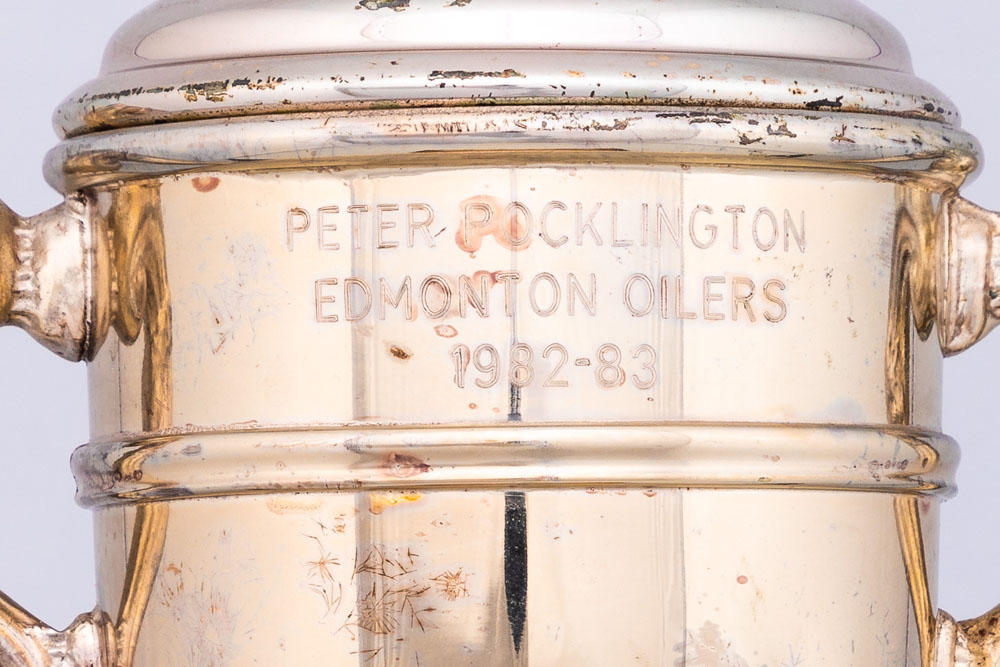 PETER POCKLINGTON
EDMONTON OILERS
1982-83